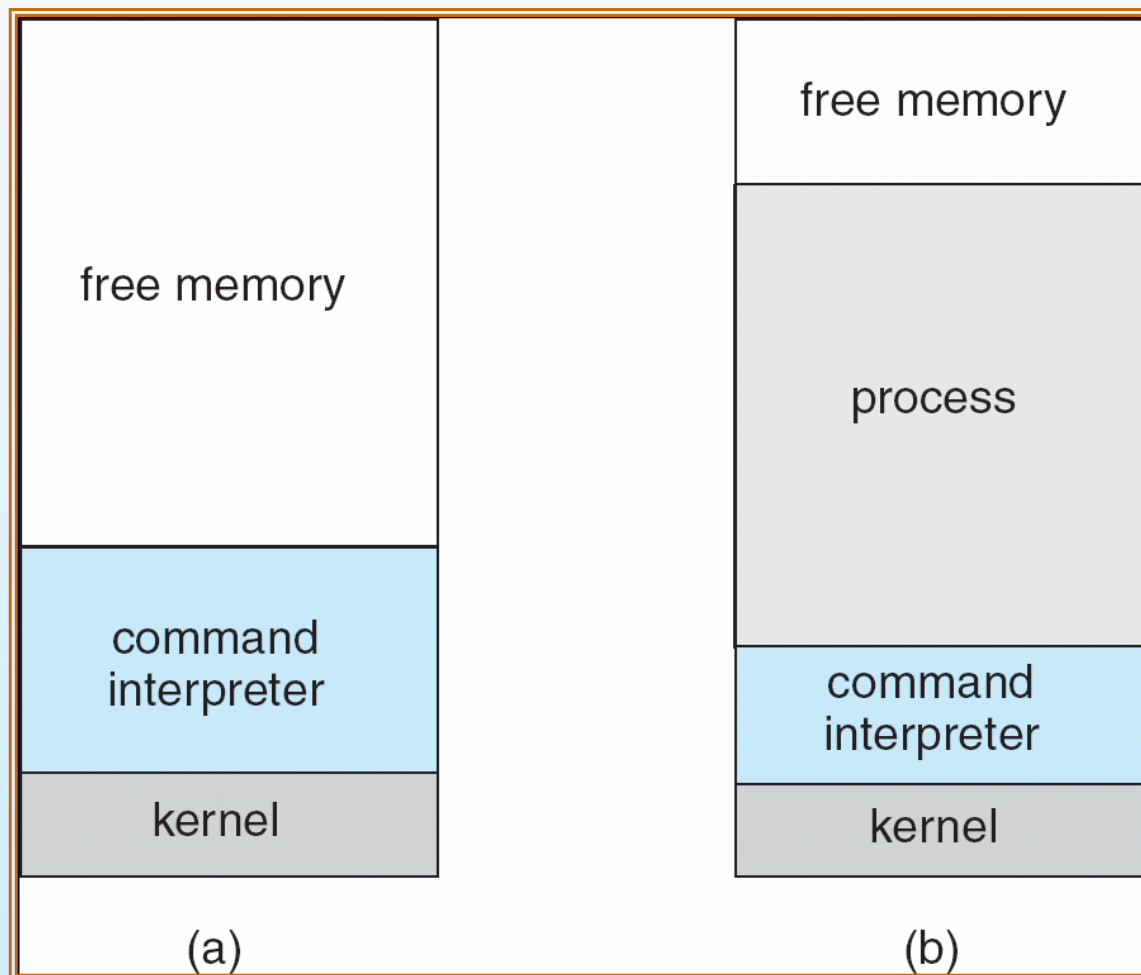 free memory
command
interpreter
kernel
(a)
free memory
process
command
interpreter
kernel
(b)